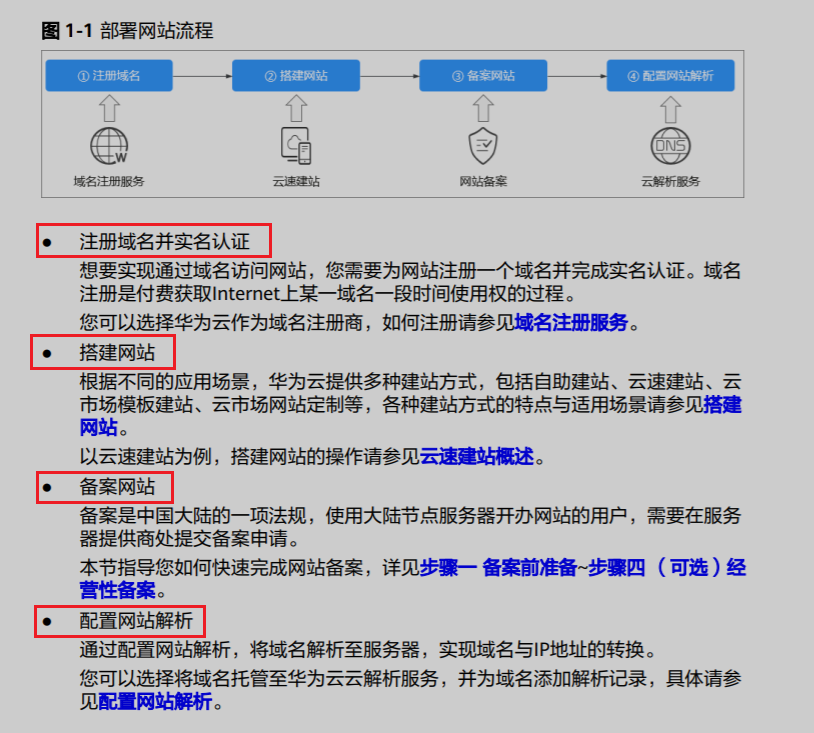 图 1-1 部署网站流程
① 注册域名
② 搭建网站
③ 备案网站
④ 配置网站解析
W
DNS
域名注册服务
云速建站
网站备案
云解析服务
● 注册域名并实名认证
想要实现通过域名访问网站，您需要为网站注册一个域名并完成实名认证。域名
注册是付费获取Internet上某一域名一段时间使用权的过程。
您可以选择华为云作为域名注册商，如何注册请参见域名注册服务。
● 搭建网站
根据不同的应用场景，华为云提供多种建站方式，包括自助建站、云速建站、云
市场模板建站、云市场网站定制等，各种建站方式的特点与适用场景请参见搭建
网站。
以云速建站为例，搭建网站的操作请参见云速建站概述。
● 备案网站
备案是中国大陆的一项法规，使用大陆节点服务器开办网站的用户，需要在服务
器提供商处提交备案申请。
本节指导您如何快速完成网站备案，详见步骤一 备案前准备~步骤四 （可选）经
营性备案。
● 配置网站解析
通过配置网站解析，将域名解析至服务器，实现域名与IP地址的转换。
您可以选择将域名托管至华为云云解析服务，并为域名添加解析记录，具体请参
见配置网站解析。